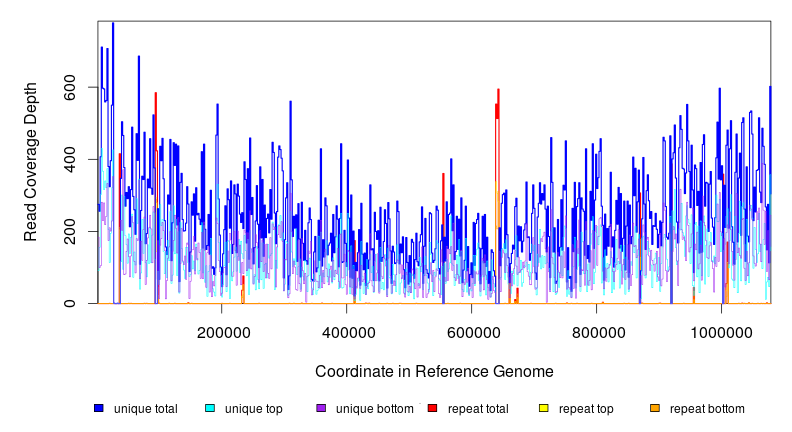 Read Coverage Depth
600
400
200
0
200000 400000 600000 800000 1000000
Coordinate in Reference Genome
unique total unique top unique bottom repeat total repeat top repeat bottom